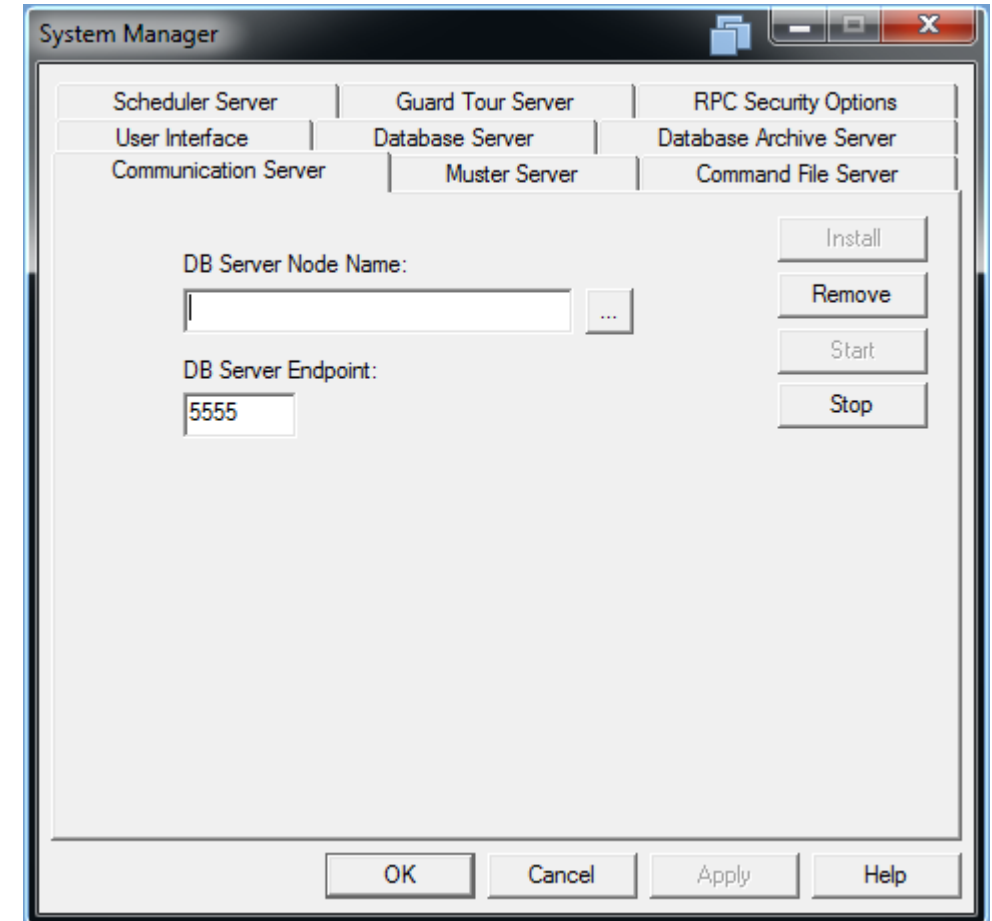 System Manager
Scheduler Server Guard Tour Server RPC Security Options
User Interface Database Server Database Archive Server
Communication Server Muster Server Command File Server
Install
DB Server Node Name:
Remove
...
Start
DB Server Endpoint:
Stop
5555
OK Cancel Apply Help